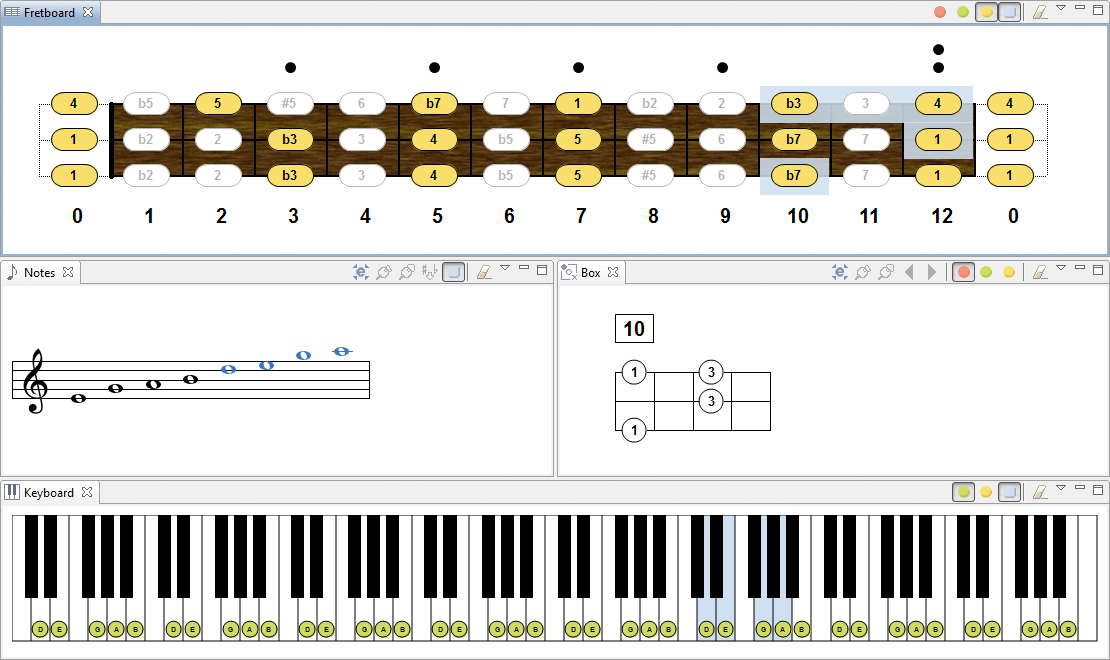 Fretboard
4 b5 5 #5 6 b7 7 1 b2 2 b3 3 4 4
1 b2 2 b3 3 4 b5 5 #5 6 b7 7 1 1
1 b2 2 b3 3 4 b5 5 #5 6 b7 7 1 1
0 1 2 3 4 5 6 7 8 9 10 11 12 0
Notes e
Box e
10
1 3
3
1
Keyboard
D E G A B D E G A B D E G A B D E G A B D E G A B D E G A B D E G A B D E G A B